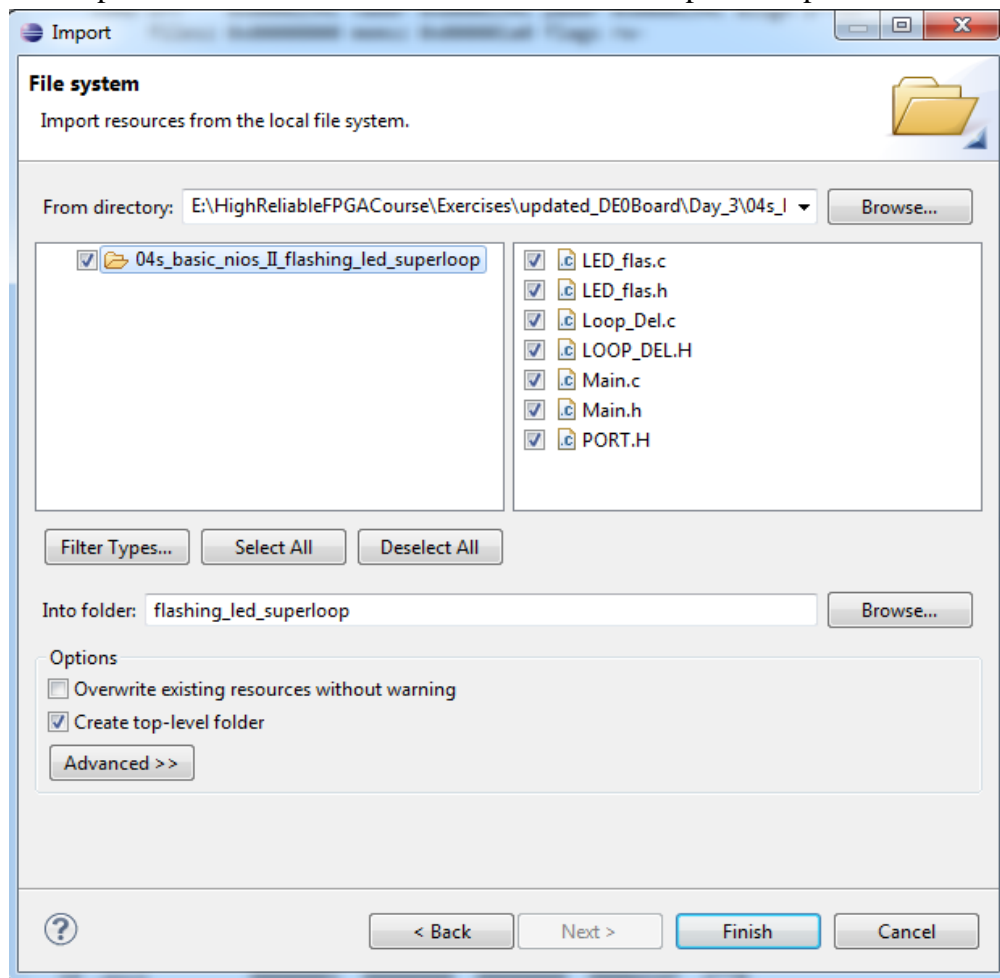 Import
File system
Import resources from the local file system.
From directory: E:\HighReliableFPGACourse\Exercises\updated_DE0Board\Day_3\04s_l Browse...
04s_basic_nios_II_flashing_led_superloop
LED_flas.c
LED_flas.h
Loop_Del.c
LOOP_DEL.H
Main.c
Main.h
PORT.H
Filter Types... Select All Deselect All
Into folder: flashing_led_superloop Browse...
Options
Overwrite existing resources without warning
Create top-level folder
Advanced >>
< Back Next > Finish Cancel